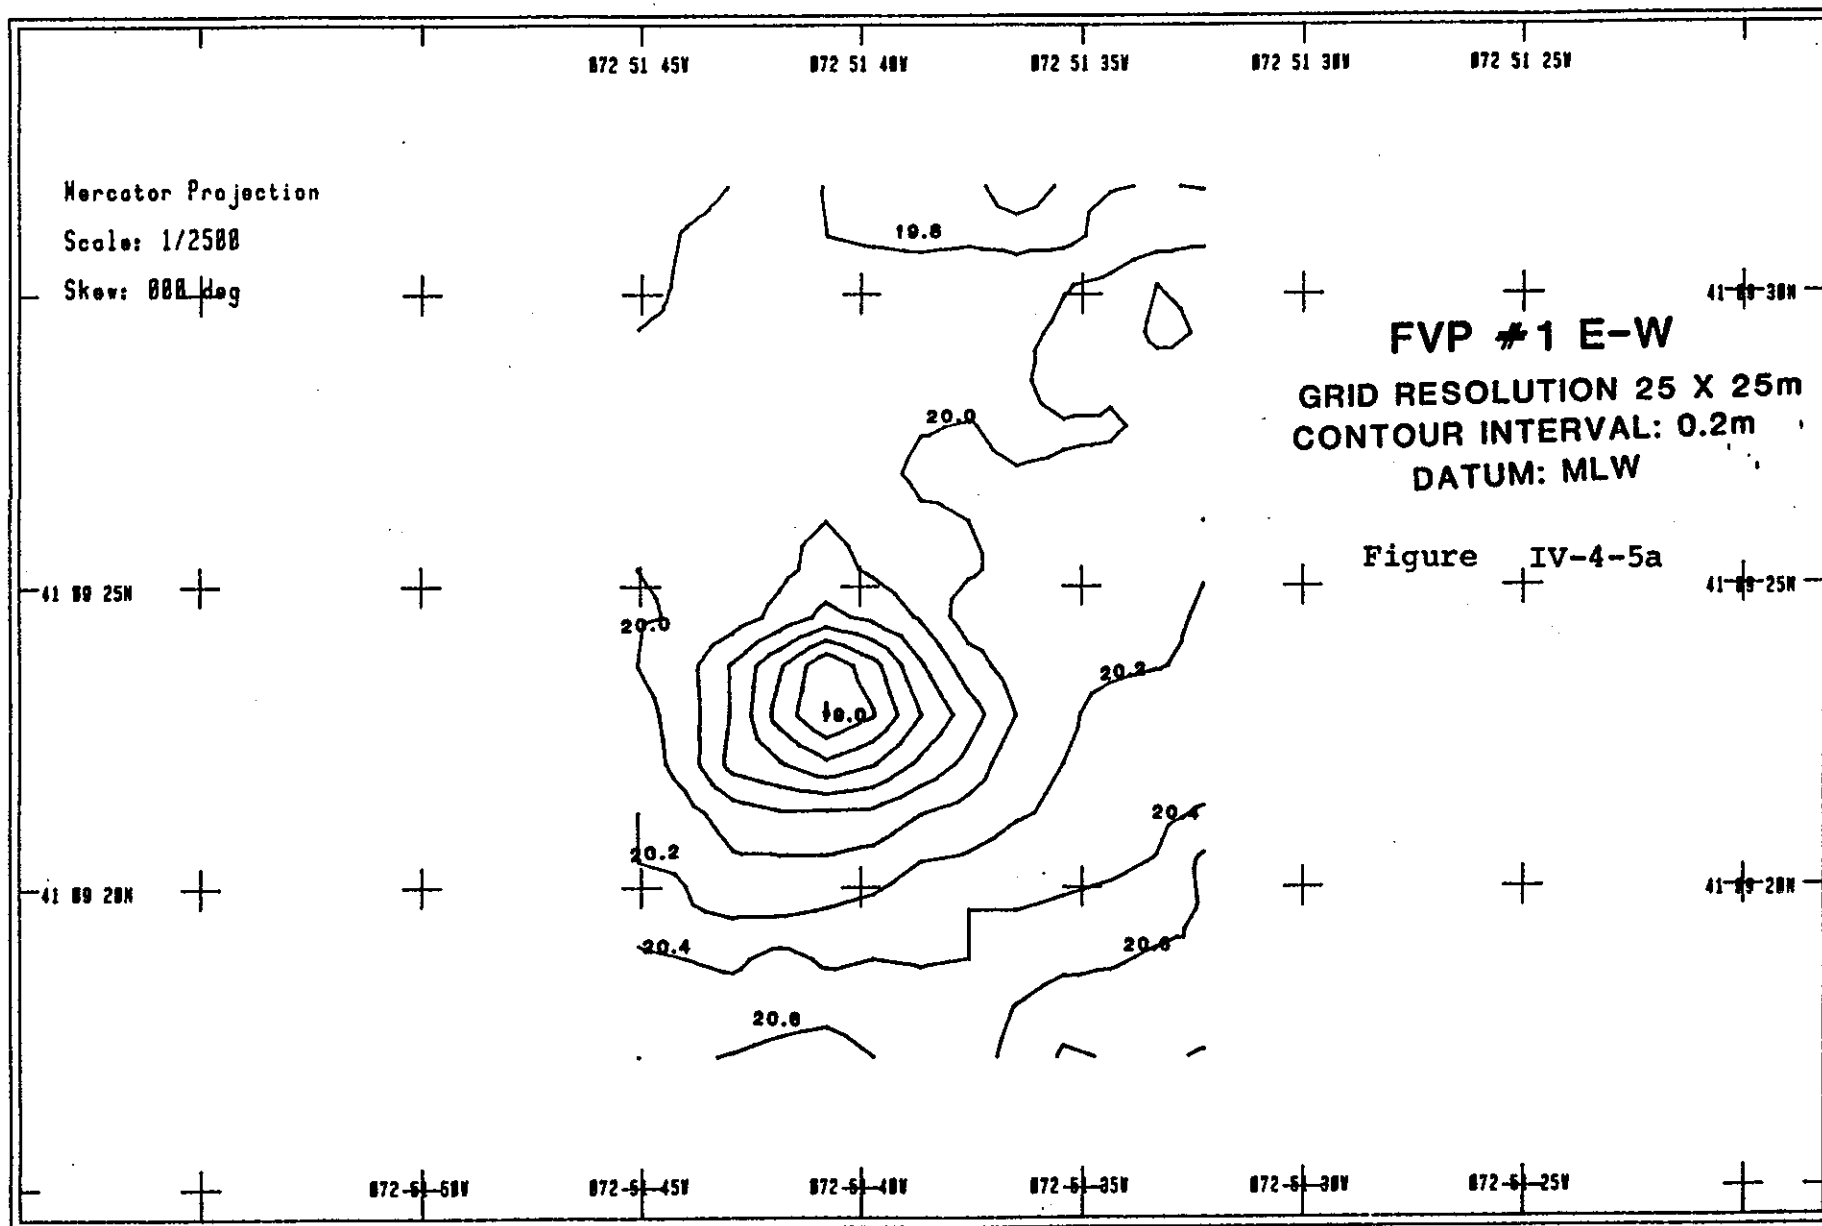 072 51 45W 072 51 40W 072 51 35W 072 51 30W 072 51 25W
Mercator Projection
Scale: 1/2500
Skew: 000 deg
19.8
41 09 30N
FVP #1 E-W
GRID RESOLUTION 25 X 25m
CONTOUR INTERVAL: 0.2m
DATUM: MLW
20.0
Figure IV-4-5a
41 09 25N
41 09 25N
20.0
20.2
19.0
20.4
20.2
41 09 20N
41 09 20N
20.4
20.6
20.6
072 51 50W 072 51 45W 072 51 40W 072 51 35W 072 51 30W 072 51 25W